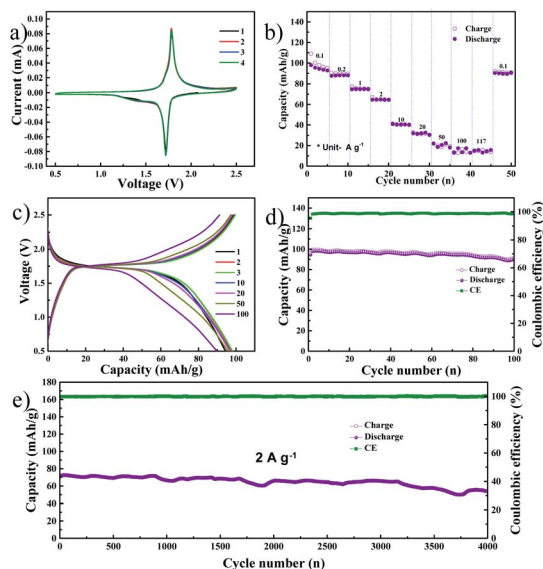 a)
Current (mA)
0.10
0.08
0.06
0.04
0.02
0.00
-0.02
-0.04
-0.06
-0.08
-0.10
0.5 1.0 1.5 2.0 2.5
Voltage (V)
1
2
3
4
b)
Capacity (mAh/g)
120
100
80
60
40
20
0
0 10 20 30 40 50
Cycle number (n)
Charge
Discharge
0.1 0.2 1 2 10 20 50 100 117 0.1
* Unit- A g-1
c)
Voltage (V)
2.5
2.0
1.5
1.0
0.5
0 20 40 60 80 100
Capacity (mAh/g)
1
2
3
10
20
50
100
d)
Capacity (mAh/g)
140
120
100
80
60
40
20
0
0 20 40 60 80 100
Cycle number (n)
Charge
Discharge
CE
Coulombic efficiency (%)
100
80
60
40
20
0
e)
Capacity (mAh/g)
180
160
140
120
100
80
60
40
20
0
0 500 1000 1500 2000 2500 3000 3500 4000
Cycle number (n)
2 A g-1
Charge
Discharge
CE
Coulombic efficiency (%)
100
80
60
40
20
0